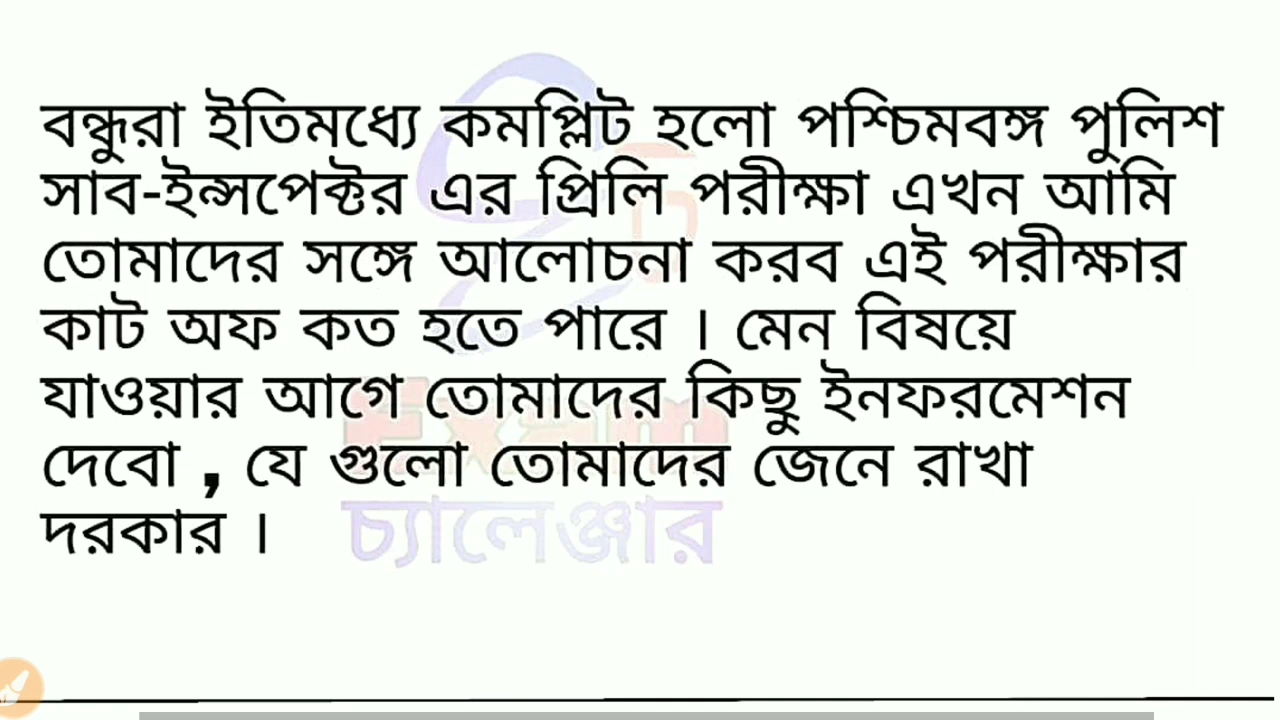 বন্ধুরা ইতিমধ্যে কমপ্লিট হলো পশ্চিমবঙ্গ পুলিশ
সাব-ইন্সপেক্টর এর প্রিলি পরীক্ষা এখন আমি
তোমাদের সঙ্গে আলোচনা করব এই পরীক্ষার
কাট অফ কত হতে পারে । মেন বিষয়ে
যাওয়ার আগে তোমাদের কিছু ইনফরমেশন
দেবো , যে গুলো তোমাদের জেনে রাখা
দরকার ।
Exam
চ্যালেঞ্জার